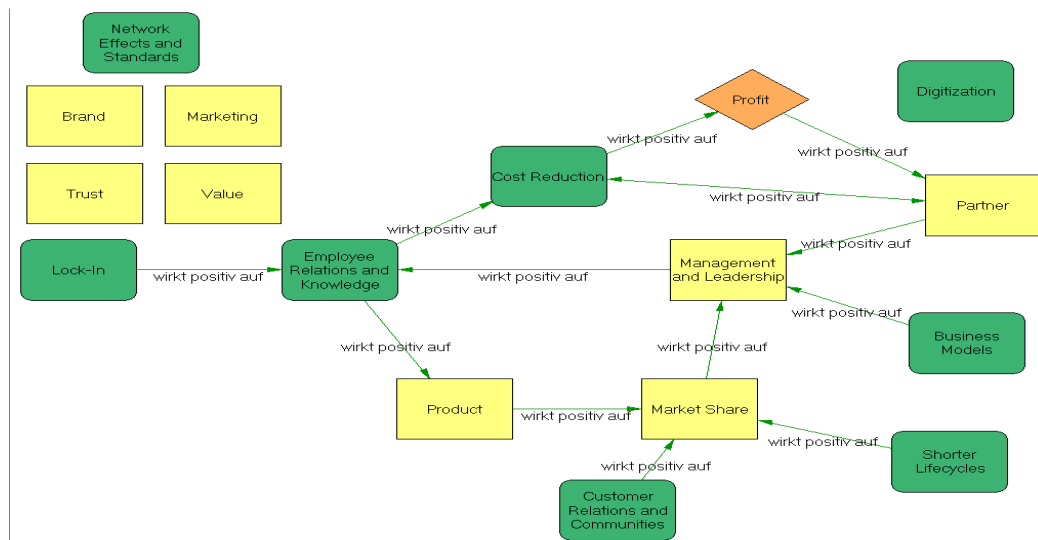 Network
Effects and
Standards
Brand
Marketing
Trust
Value
Profit
Digitization
wirkt positiv auf
wirkt positiv auf
Cost Reduction
wirkt positiv auf
Partner
wirkt positiv auf
wirkt positiv auf
Lock-In
wirkt positiv auf
Employee
Relations and
Knowledge
wirkt positiv auf
Management
and Leadership
wirkt positiv auf
Business
Models
wirkt positiv auf
wirkt positiv auf
Product
wirkt positiv auf
Market Share
wirkt positiv auf
Shorter
Lifecycles
wirkt positiv auf
Customer
Relations and
Communities